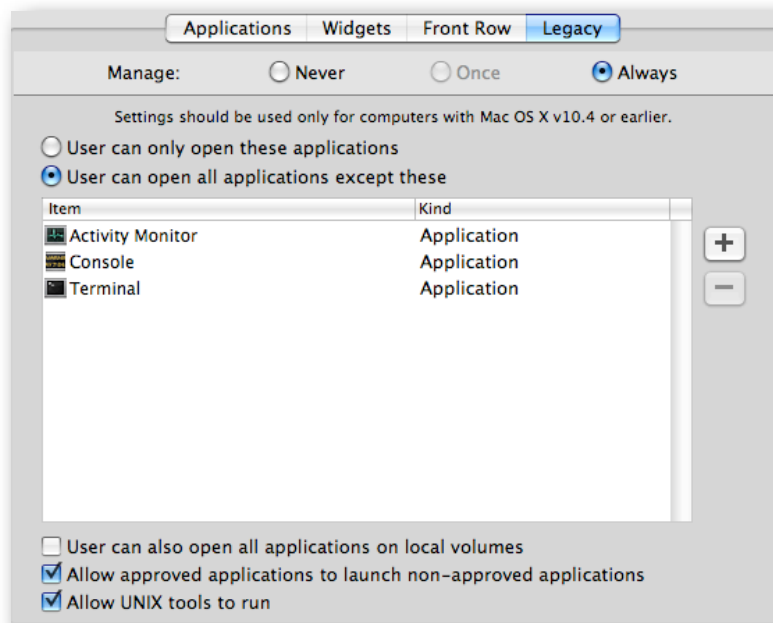 Applications Widgets Front Row Legacy
Manage: Never Once Always
Settings should be used only for computers with Mac OS X v10.4 or earlier.
User can only open these applications
User can open all applications except these
Item Kind
Activity Monitor Application
Console Application
Terminal Application
User can also open all applications on local volumes
Allow approved applications to launch non-approved applications
Allow UNIX tools to run